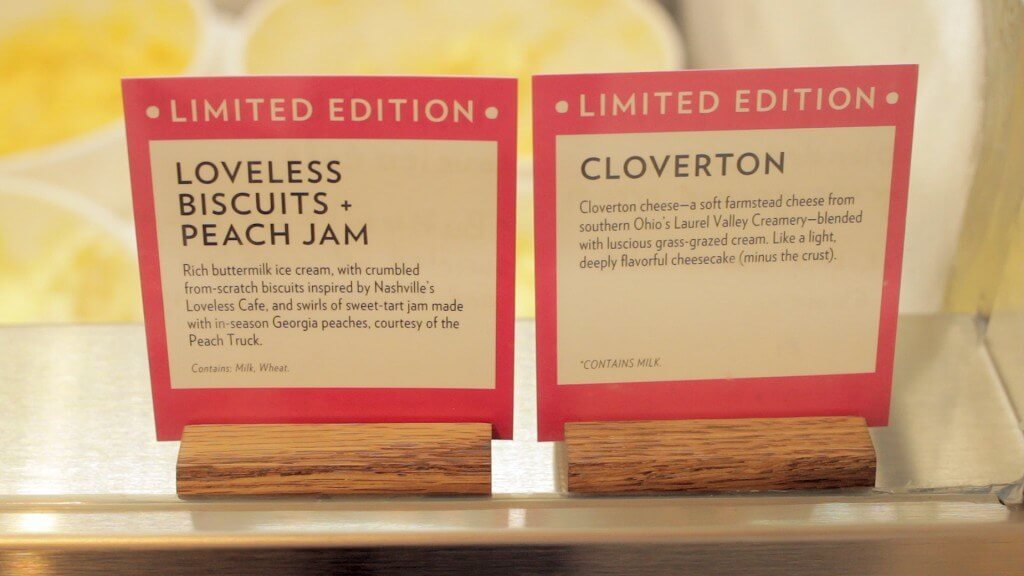 • LIMITED EDITION •
LOVELESS
BISCUITS +
PEACH JAM
Rich buttermilk ice cream, with crumbled
from-scratch biscuits inspired by Nashville's
Loveless Cafe, and swirls of sweet-tart jam made
with in-season Georgia peaches, courtesy of the
Peach Truck.
Contains: Milk, Wheat.
• LIMITED EDITION •
CLOVERTON
Cloverton cheese—a soft farmstead cheese from
southern Ohio's Laurel Valley Creamery—blended
with luscious grass-grazed cream. Like a light,
deeply flavorful cheesecake (minus the crust).
*CONTAINS MILK.